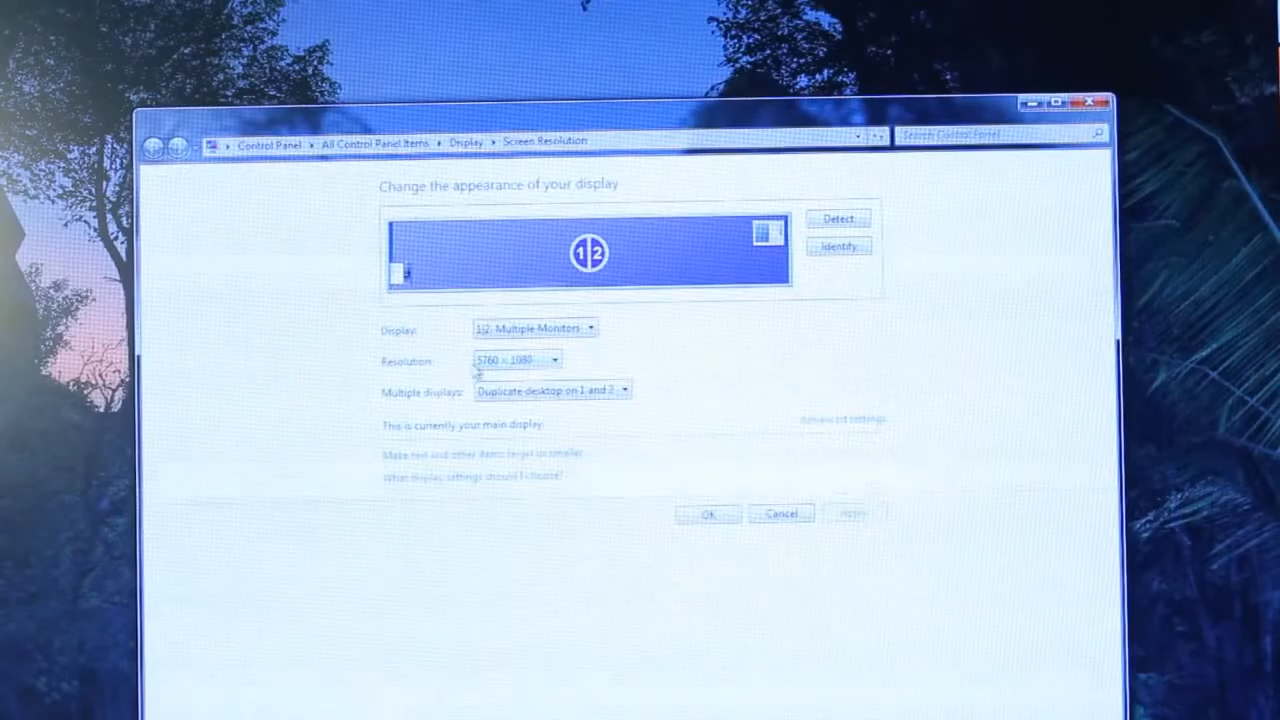 Control Panel All Control Panel Items Display Screen Resolution
Search Control Panel
Change the appearance of your display
Detect
1 2
Identify
Display: 1|2. Multiple Monitors
Resolution: 5760 × 1080
Multiple displays: Duplicate desktop on 1 and 2
This is currently your main display.
Advanced settings
Make text and other items larger or smaller
What display settings should I choose?
OK Cancel Apply